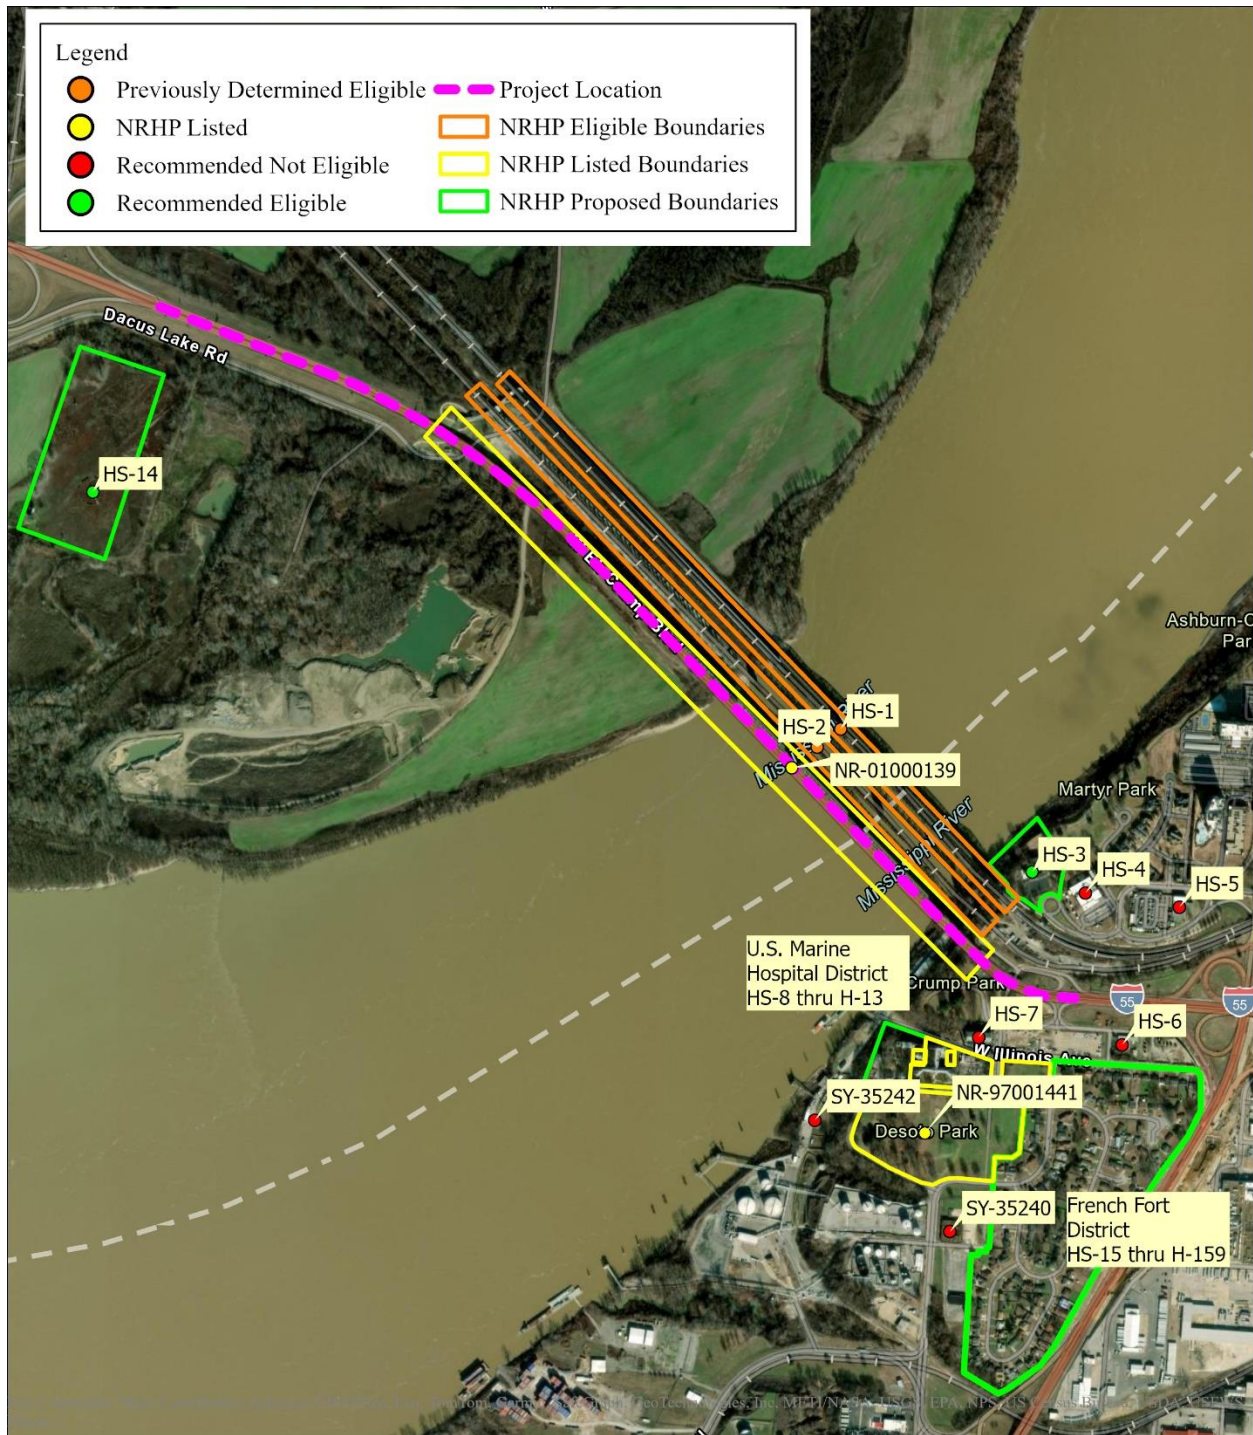 Legend
Previously Determined Eligible
Project Location
NRHP Listed
NRHP Eligible Boundaries
Recommended Not Eligible
NRHP Listed Boundaries
Recommended Eligible
NRHP Proposed Boundaries
Dacus Lake Rd
HS-14
Ashburn-C
Par
HS-1
HS-2
NR-01000139
Martyr Park
Mississippi River
HS-3
HS-4
HS-5
U.S. Marine
Hospital District
HS-8 thru H-13
Crump Park
55
55
HS-7
HS-6
W Illinois Ave
SY-35242
NR-97001441
Park
SY-35240
French Fort
District
HS-15 thru H-159